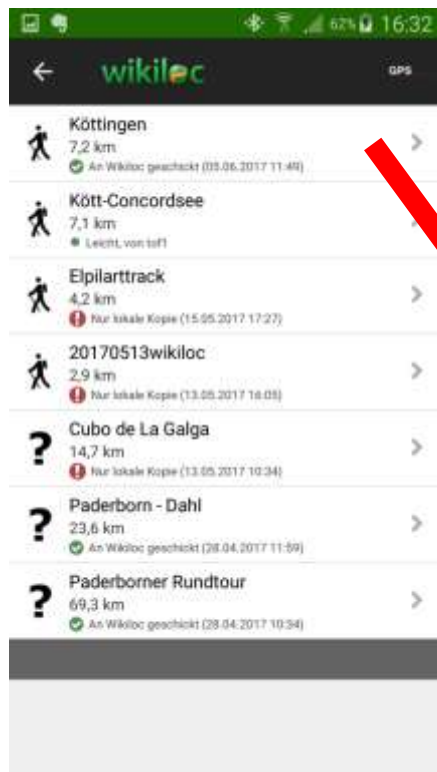 62% 16:32
wikiloc GPS
Köttingen
7,2 km
An Wikiloc geschickt (05.06.2017 11:49)
Kött-Concordsee
7,1 km
Leicht, von tof1
Elpilarttrack
4,2 km
Nur lokale Kopie (15.05.2017 17:27)
20170513wikiloc
2,9 km
Nur lokale Kopie (13.05.2017 16:05)
Cubo de La Galga
14,7 km
Nur lokale Kopie (13.05.2017 10:34)
Paderborn - Dahl
23,6 km
An Wikiloc geschickt (28.04.2017 11:59)
Paderborner Rundtour
69,3 km
An Wikiloc geschickt (28.04.2017 10:34)